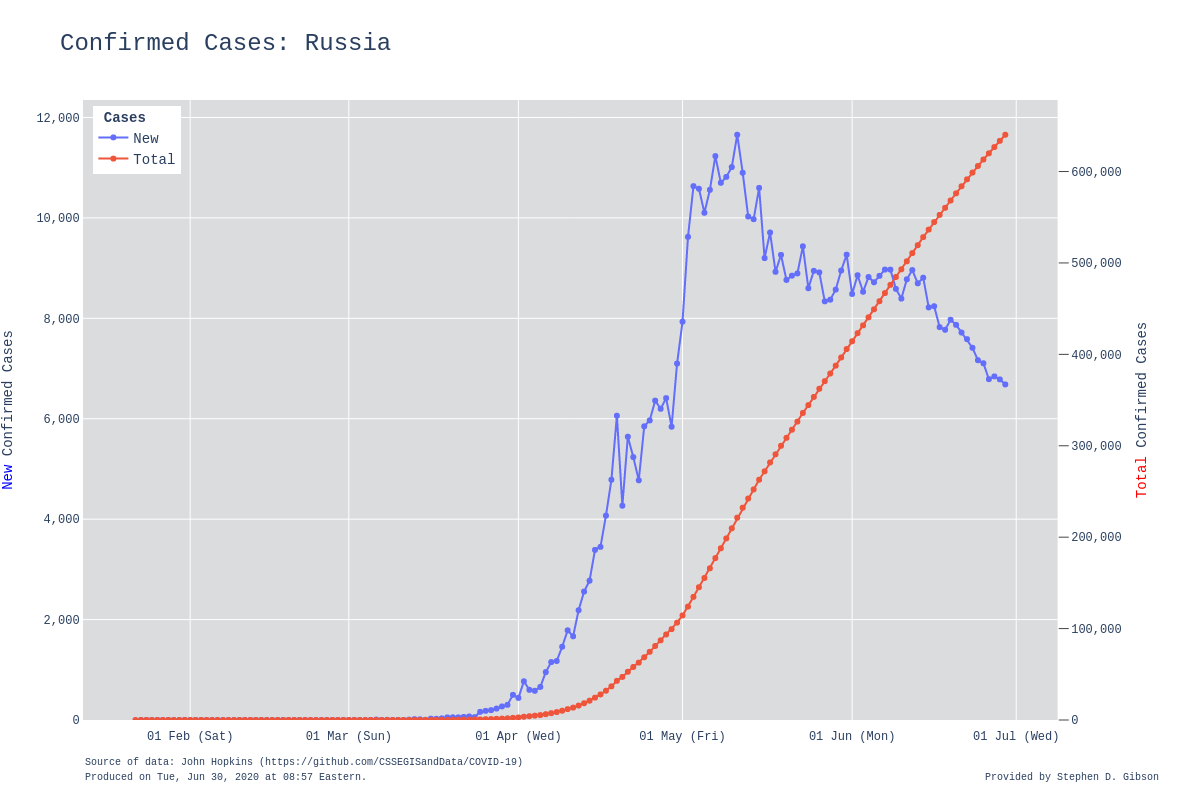 Confirmed Cases: Russia
Cases
New
Total
12,000
10,000
8,000
6,000
4,000
2,000
0
New Confirmed Cases
600,000
500,000
400,000
300,000
200,000
100,000
0
Total Confirmed Cases
01 Feb (Sat) 01 Mar (Sun) 01 Apr (Wed) 01 May (Fri) 01 Jun (Mon) 01 Jul (Wed)
Source of data: John Hopkins (https://github.com/CSSEGISandData/COVID-19)
Produced on Tue, Jun 30, 2020 at 08:57 Eastern.
Provided by Stephen D. Gibson